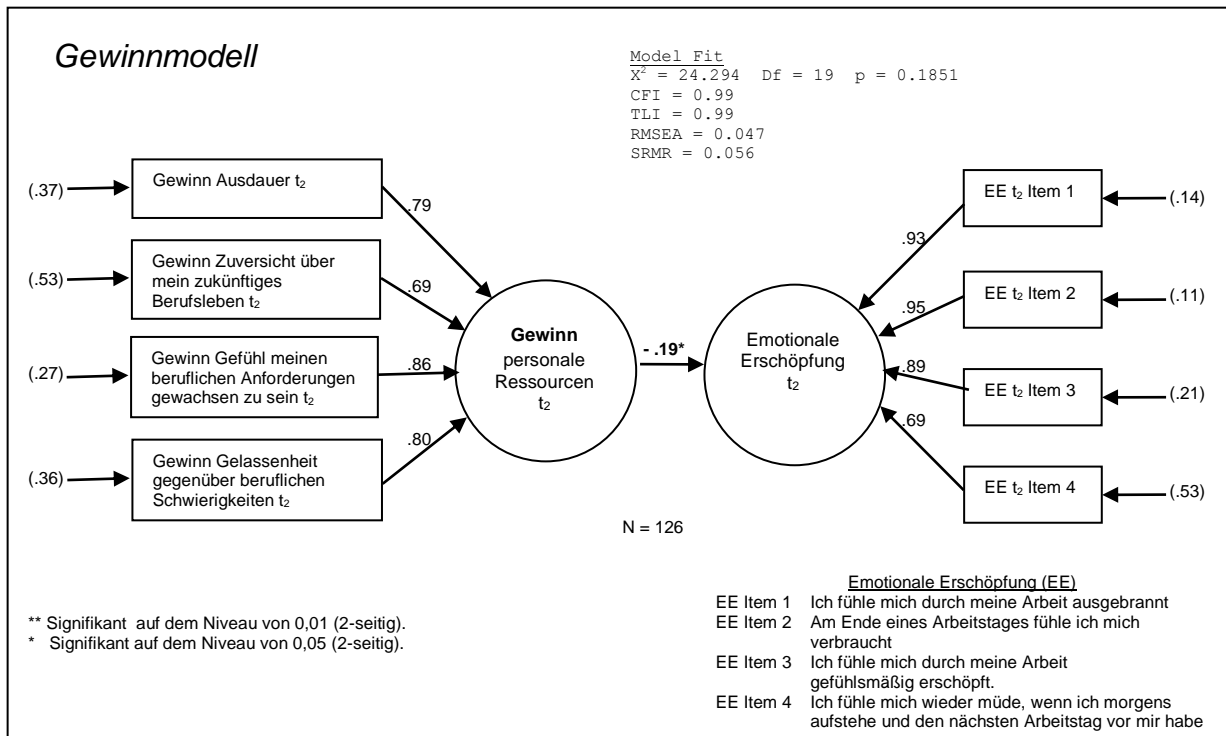 Gewinnmodell
Model Fit
X² = 24.294 Df = 19 p = 0.1851
CFI = 0.99
TLI = 0.99
RMSEA = 0.047
SRMR = 0.056
(.37)
Gewinn Ausdauer t₂
.79
(.53)
Gewinn Zuversicht über
mein zukünftiges
Berufsleben t₂
.69
(.27)
Gewinn Gefühl meinen
beruflichen Anforderungen
gewachsen zu sein t₂
.86
(.36)
Gewinn Gelassenheit
gegenüber beruflichen
Schwierigkeiten t₂
.80
Gewinn
personale
Ressourcen
t₂
- .19*
Emotionale
Erschöpfung
t₂
.93
EE t₂ Item 1
(.14)
.95
EE t₂ Item 2
(.11)
.89
EE t₂ Item 3
(.21)
.69
EE t₂ Item 4
(.53)
N = 126
** Signifikant auf dem Niveau von 0,01 (2-seitig).
* Signifikant auf dem Niveau von 0,05 (2-seitig).
Emotionale Erschöpfung (EE)
EE Item 1 Ich fühle mich durch meine Arbeit ausgebrannt
EE Item 2 Am Ende eines Arbeitstages fühle ich mich
verbraucht
EE Item 3 Ich fühle mich durch meine Arbeit
gefühlsmäßig erschöpft.
EE Item 4 Ich fühle mich wieder müde, wenn ich morgens
aufstehe und den nächsten Arbeitstag vor mir habe